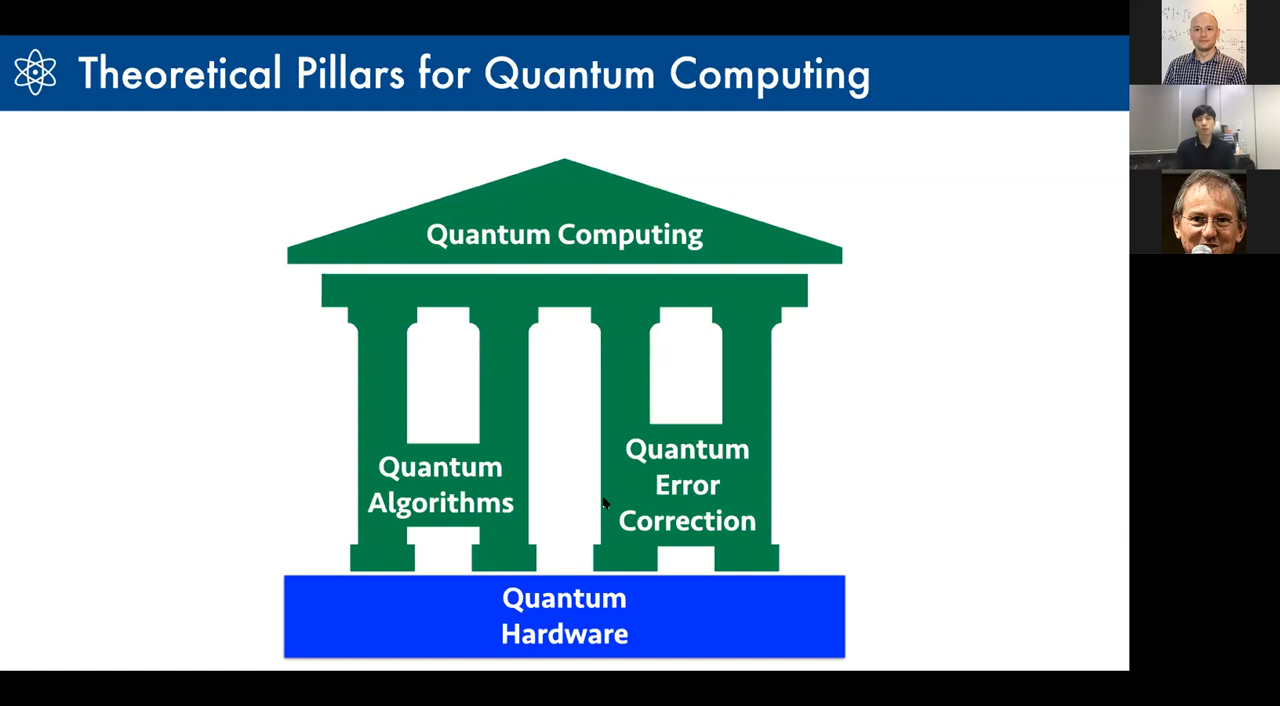 Theoretical Pillars for Quantum Computing
Quantum Computing
Quantum
Algorithms
Quantum
Error
Correction
Quantum
Hardware